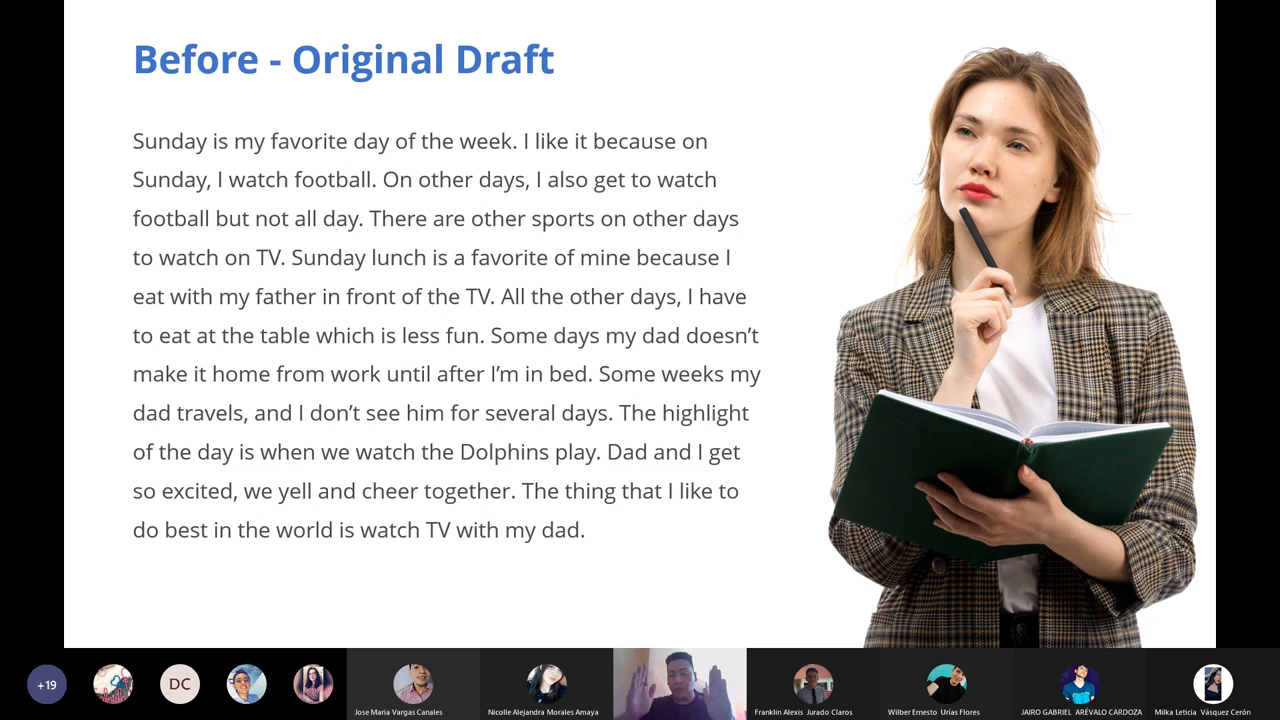 Before - Original Draft
Sunday is my favorite day of the week. I like it because on
Sunday, I watch football. On other days, I also get to watch
football but not all day. There are other sports on other days
to watch on TV. Sunday lunch is a favorite of mine because I
eat with my father in front of the TV. All the other days, I have
to eat at the table which is less fun. Some days my dad doesn’t
make it home from work until after I’m in bed. Some weeks my
dad travels, and I don’t see him for several days. The highlight
of the day is when we watch the Dolphins play. Dad and I get
so excited, we yell and cheer together. The thing that I like to
do best in the world is watch TV with my dad.
+19
DC
Jose Maria Vargas Canales
Nicolle Alejandra Morales Amaya
Franklin Alexis Jurado Claros
Wilber Ernesto Urías Flores
JAIRO GABRIEL ARÉVALO CARDOZA
Milka Leticia Vásquez Cerón